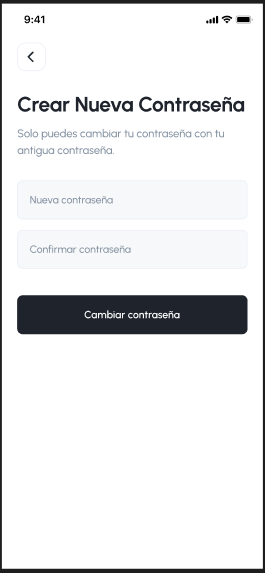 9:41
Crear Nueva Contraseña
Solo puedes cambiar tu contraseña con tu
antigua contraseña.
Nueva contraseña
Confirmar contraseña
Cambiar contraseña